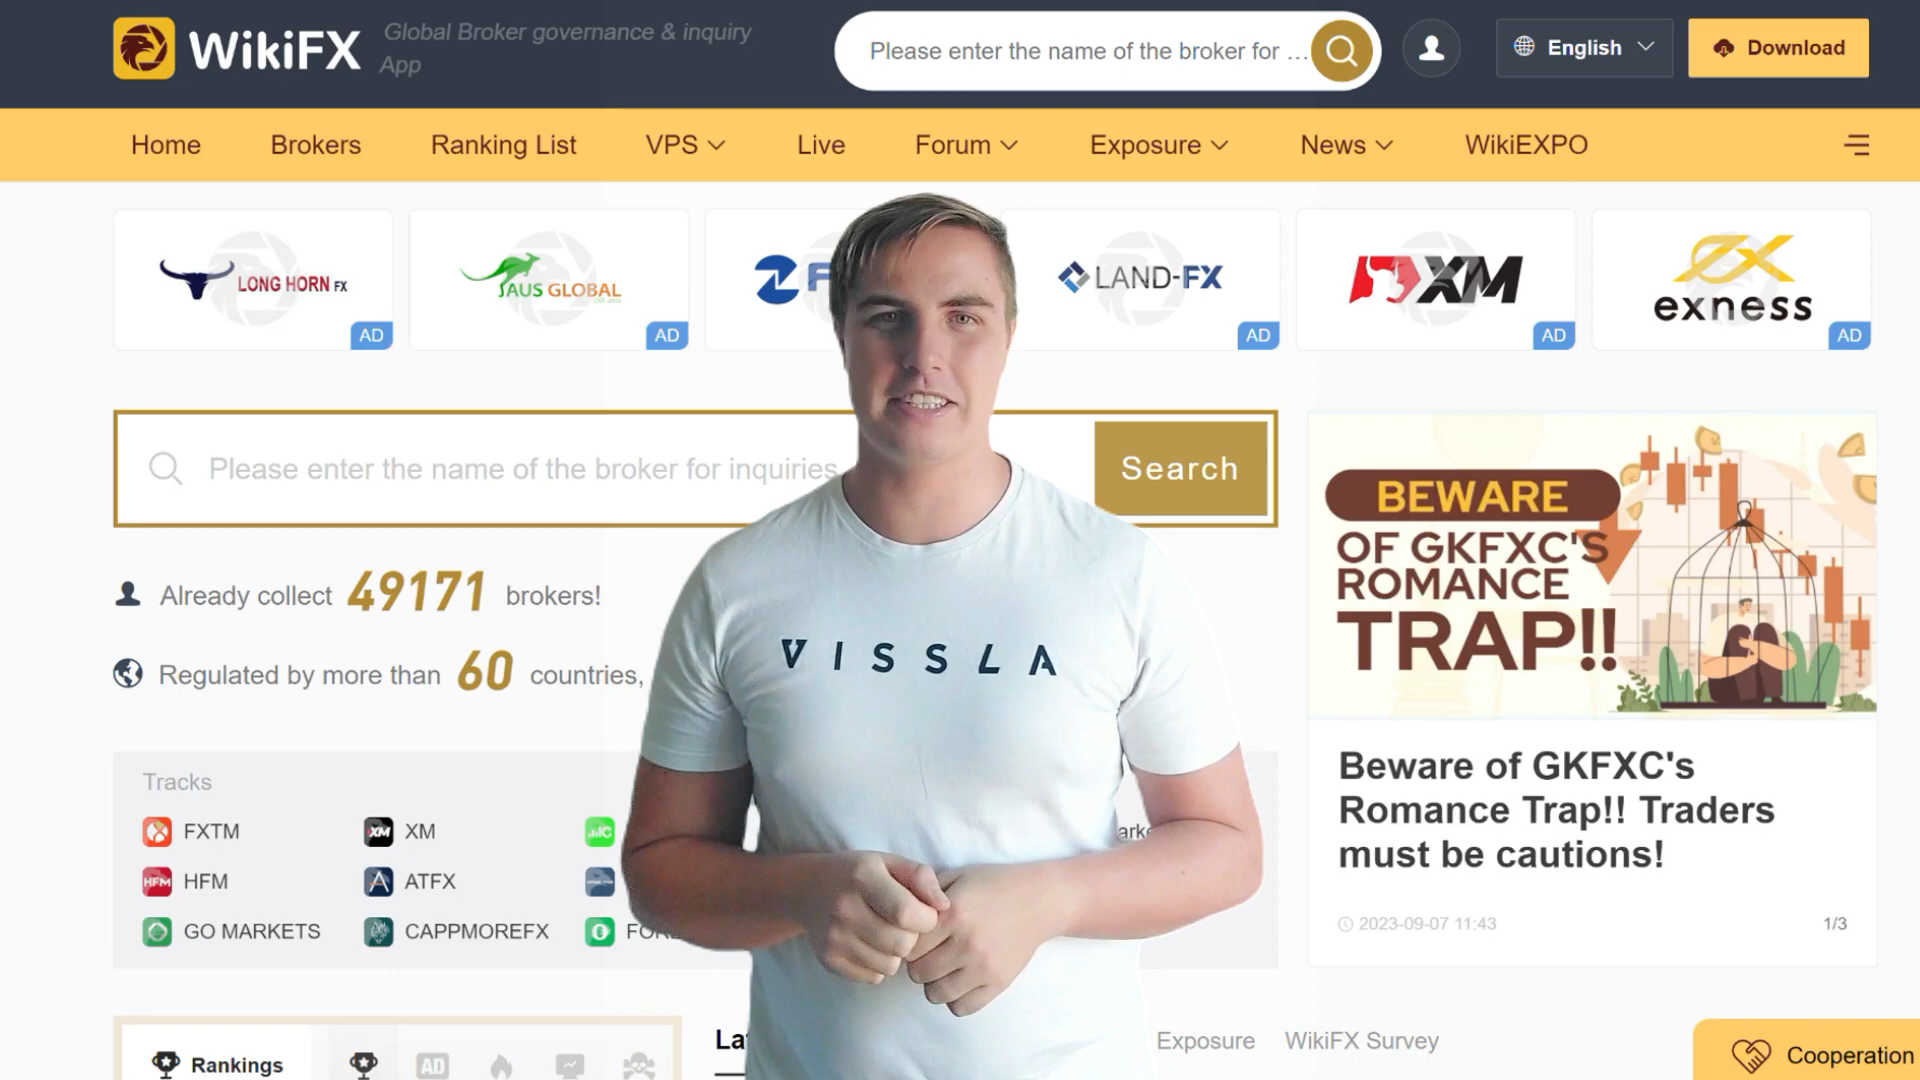 WikiFX
Global Broker governance & inquiry
App
Please enter the name of the broker for ...
English
Download
Home
Brokers
Ranking List
VPS
Live
Forum
Exposure
News
WikiEXPO
LONG HORN FX
AD
AUS GLOBAL
AD
LAND-FX
AD
XM
AD
exness
AD
Please enter the name of the broker for inquiries
Search
BEWARE
OF GKFXC'S
ROMANCE
TRAP!!
Already collect 49171 brokers!
Regulated by more than 60 countries,
VISSLA
Beware of GKFXC's
Romance Trap!! Traders
must be cautions!
2023-09-07 11:43
1/3
Tracks
FXTM
XM
HFM
ATFX
GO MARKETS
CAPPMOREFX
Rankings
AD
Exposure
WikiFX Survey
Cooperation